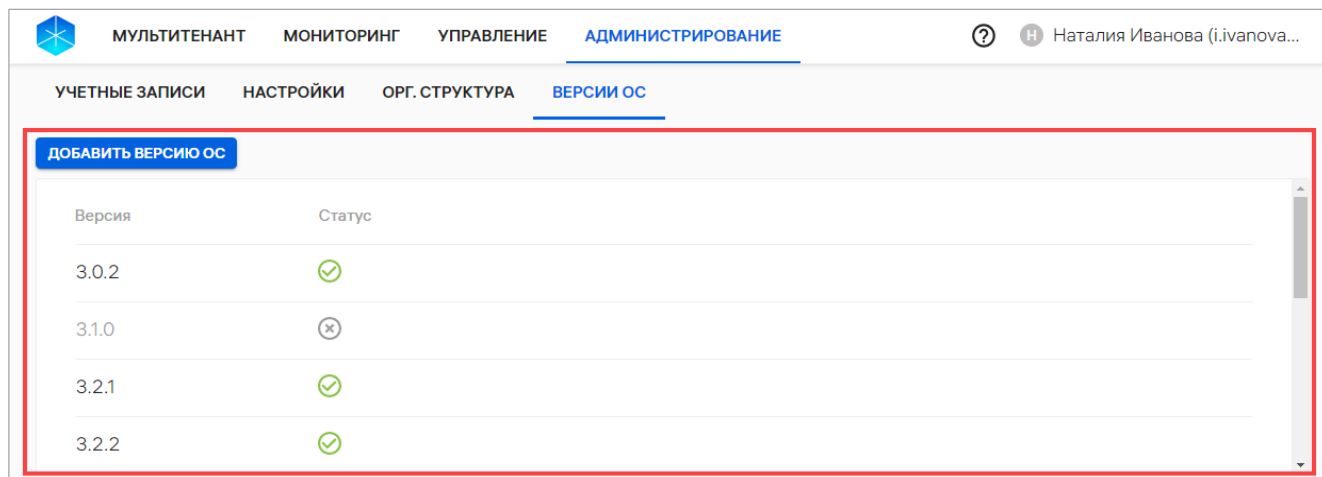 МУЛЬТИТЕНАНТ МОНИТОРИНГ УПРАВЛЕНИЕ АДМИНИСТРИРОВАНИЕ ? Н Наталия Иванова (i.ivanova...
УЧЕТНЫЕ ЗАПИСИ НАСТРОЙКИ ОРГ. СТРУКТУРА ВЕРСИИ ОС
ДОБАВИТЬ ВЕРСИЮ ОС
Версия Статус
3.0.2
3.1.0
3.2.1
3.2.2